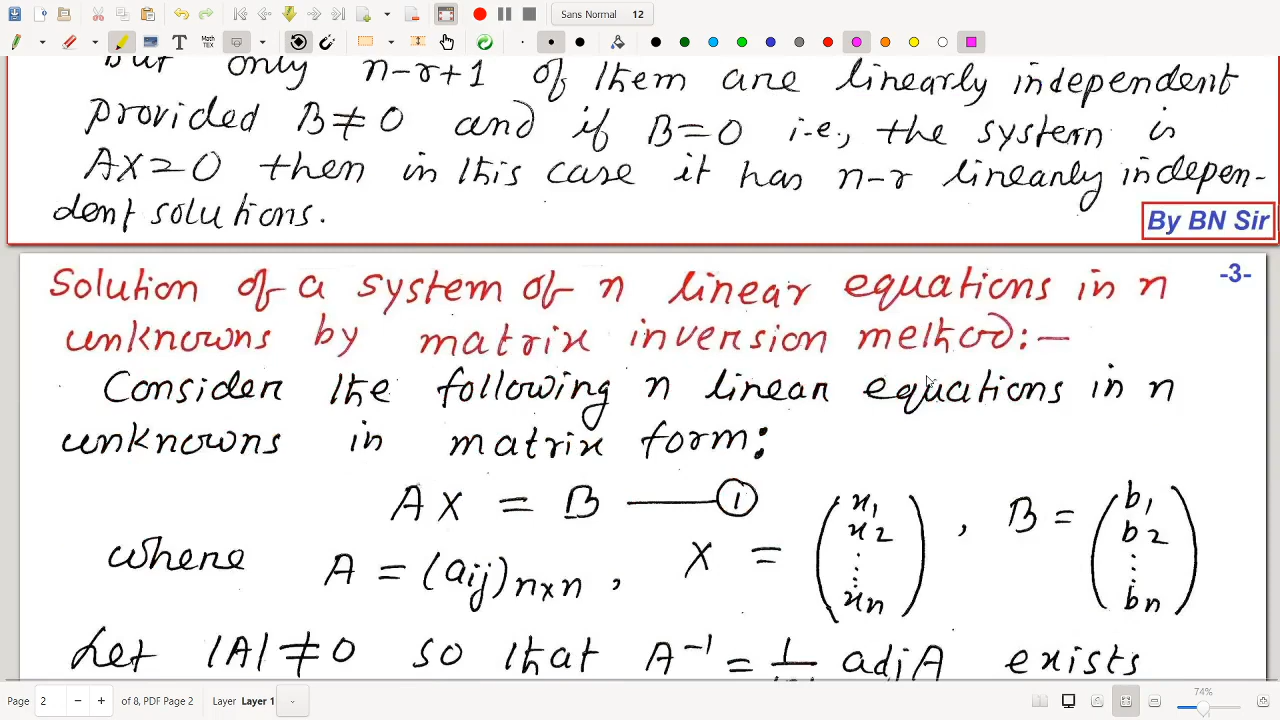 Sans Normal 12
MATH TEX
but only n-r+1 of them are linearly independent
provided B≠0 and if B=0 i.e., the system is
AX=0 then in this case it has n-r linearly indepen-
dent solutions.
By BN Sir
-3-
Solution of a system of n linear equations in n
unknowns by matrix inversion method:-
Consider the following n linear equations in n
unknowns in matrix form:
AX = B —— ①
where A = (aij)n×n, X = (x1 x2 ⋮ xn), B = (b1 b2 ⋮ bn)
Let |A|≠0 so that A⁻¹ = 1/ adjA exists
Page 2 of 8, PDF Page 2 Layer Layer 1 74%